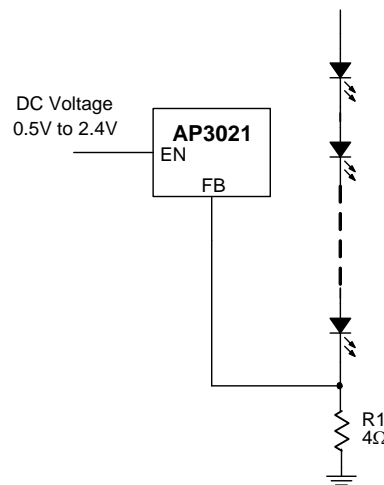 DC Voltage
0.5V to 2.4V
AP3021
EN
FB
R1
4Ω